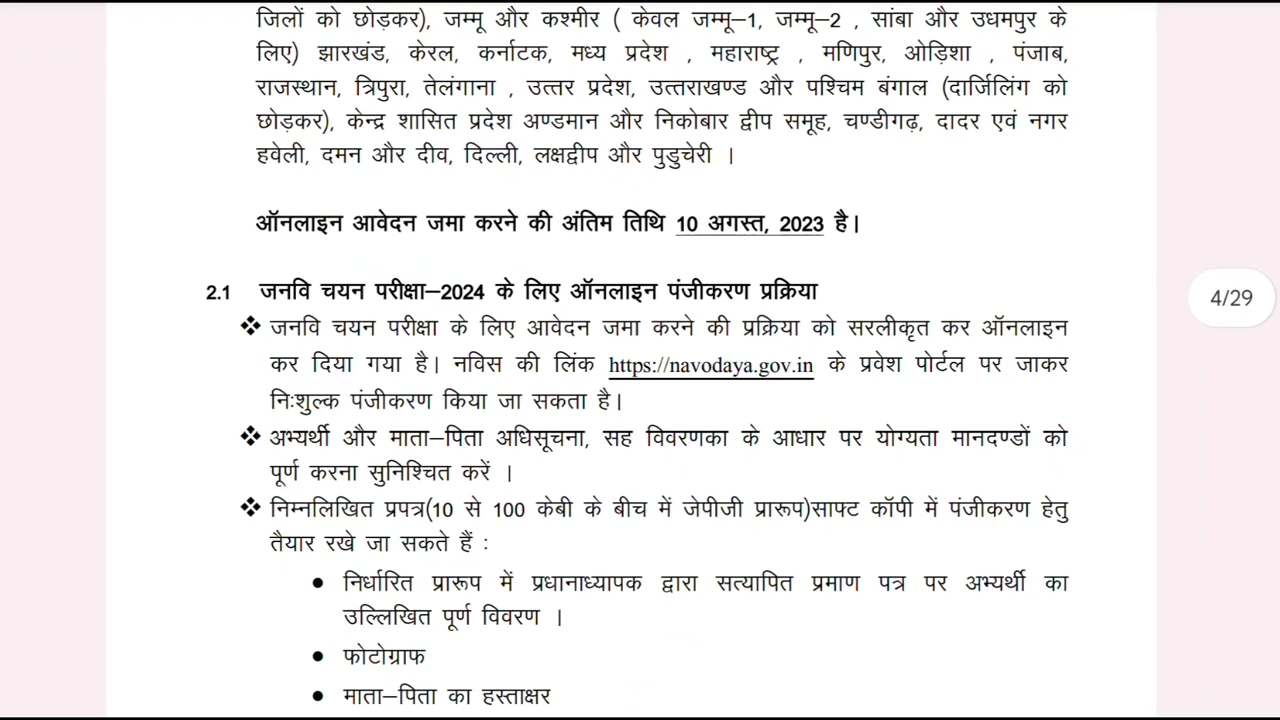 जिलों को छोड़कर), जम्मू और कश्मीर ( केवल जम्मू–1, जम्मू–2 , सांबा और उधमपुर के
लिए) झारखंड, केरल, कर्नाटक, मध्य प्रदेश , महाराष्ट्र , मणिपुर, ओड़िशा , पंजाब,
राजस्थान, त्रिपुरा, तेलंगाना , उत्तर प्रदेश, उत्तराखण्ड और पश्चिम बंगाल (दार्जिलिंग को
छोड़कर), केन्द्र शासित प्रदेश अण्डमान और निकोबार द्वीप समूह, चण्डीगढ़, दादर एवं नगर
हवेली, दमन और दीव, दिल्ली, लक्षद्वीप और पुडुचेरी ।
ऑनलाइन आवेदन जमा करने की अंतिम तिथि 10 अगस्त, 2023 है।
2.1 जनवि चयन परीक्षा–2024 के लिए ऑनलाइन पंजीकरण प्रक्रिया
❖ जनवि चयन परीक्षा के लिए आवेदन जमा करने की प्रक्रिया को सरलीकृत कर ऑनलाइन
कर दिया गया है। नविस की लिंक https://navodaya.gov.in के प्रवेश पोर्टल पर जाकर
निःशुल्क पंजीकरण किया जा सकता है।
4/29
❖ अभ्यर्थी और माता–पिता अधिसूचना, सह विवरणका के आधार पर योग्यता मानदण्डों को
पूर्ण करना सुनिश्चित करें ।
❖ निम्नलिखित प्रपत्र(10 से 100 केबी के बीच में जेपीजी प्रारूप)साफ्ट कॉपी में पंजीकरण हेतु
तैयार रखे जा सकते हैं :
• निर्धारित प्रारूप में प्रधानाध्यापक द्वारा सत्यापित प्रमाण पत्र पर अभ्यर्थी का
उल्लिखित पूर्ण विवरण ।
• फोटोग्राफ
• माता–पिता का हस्ताक्षर